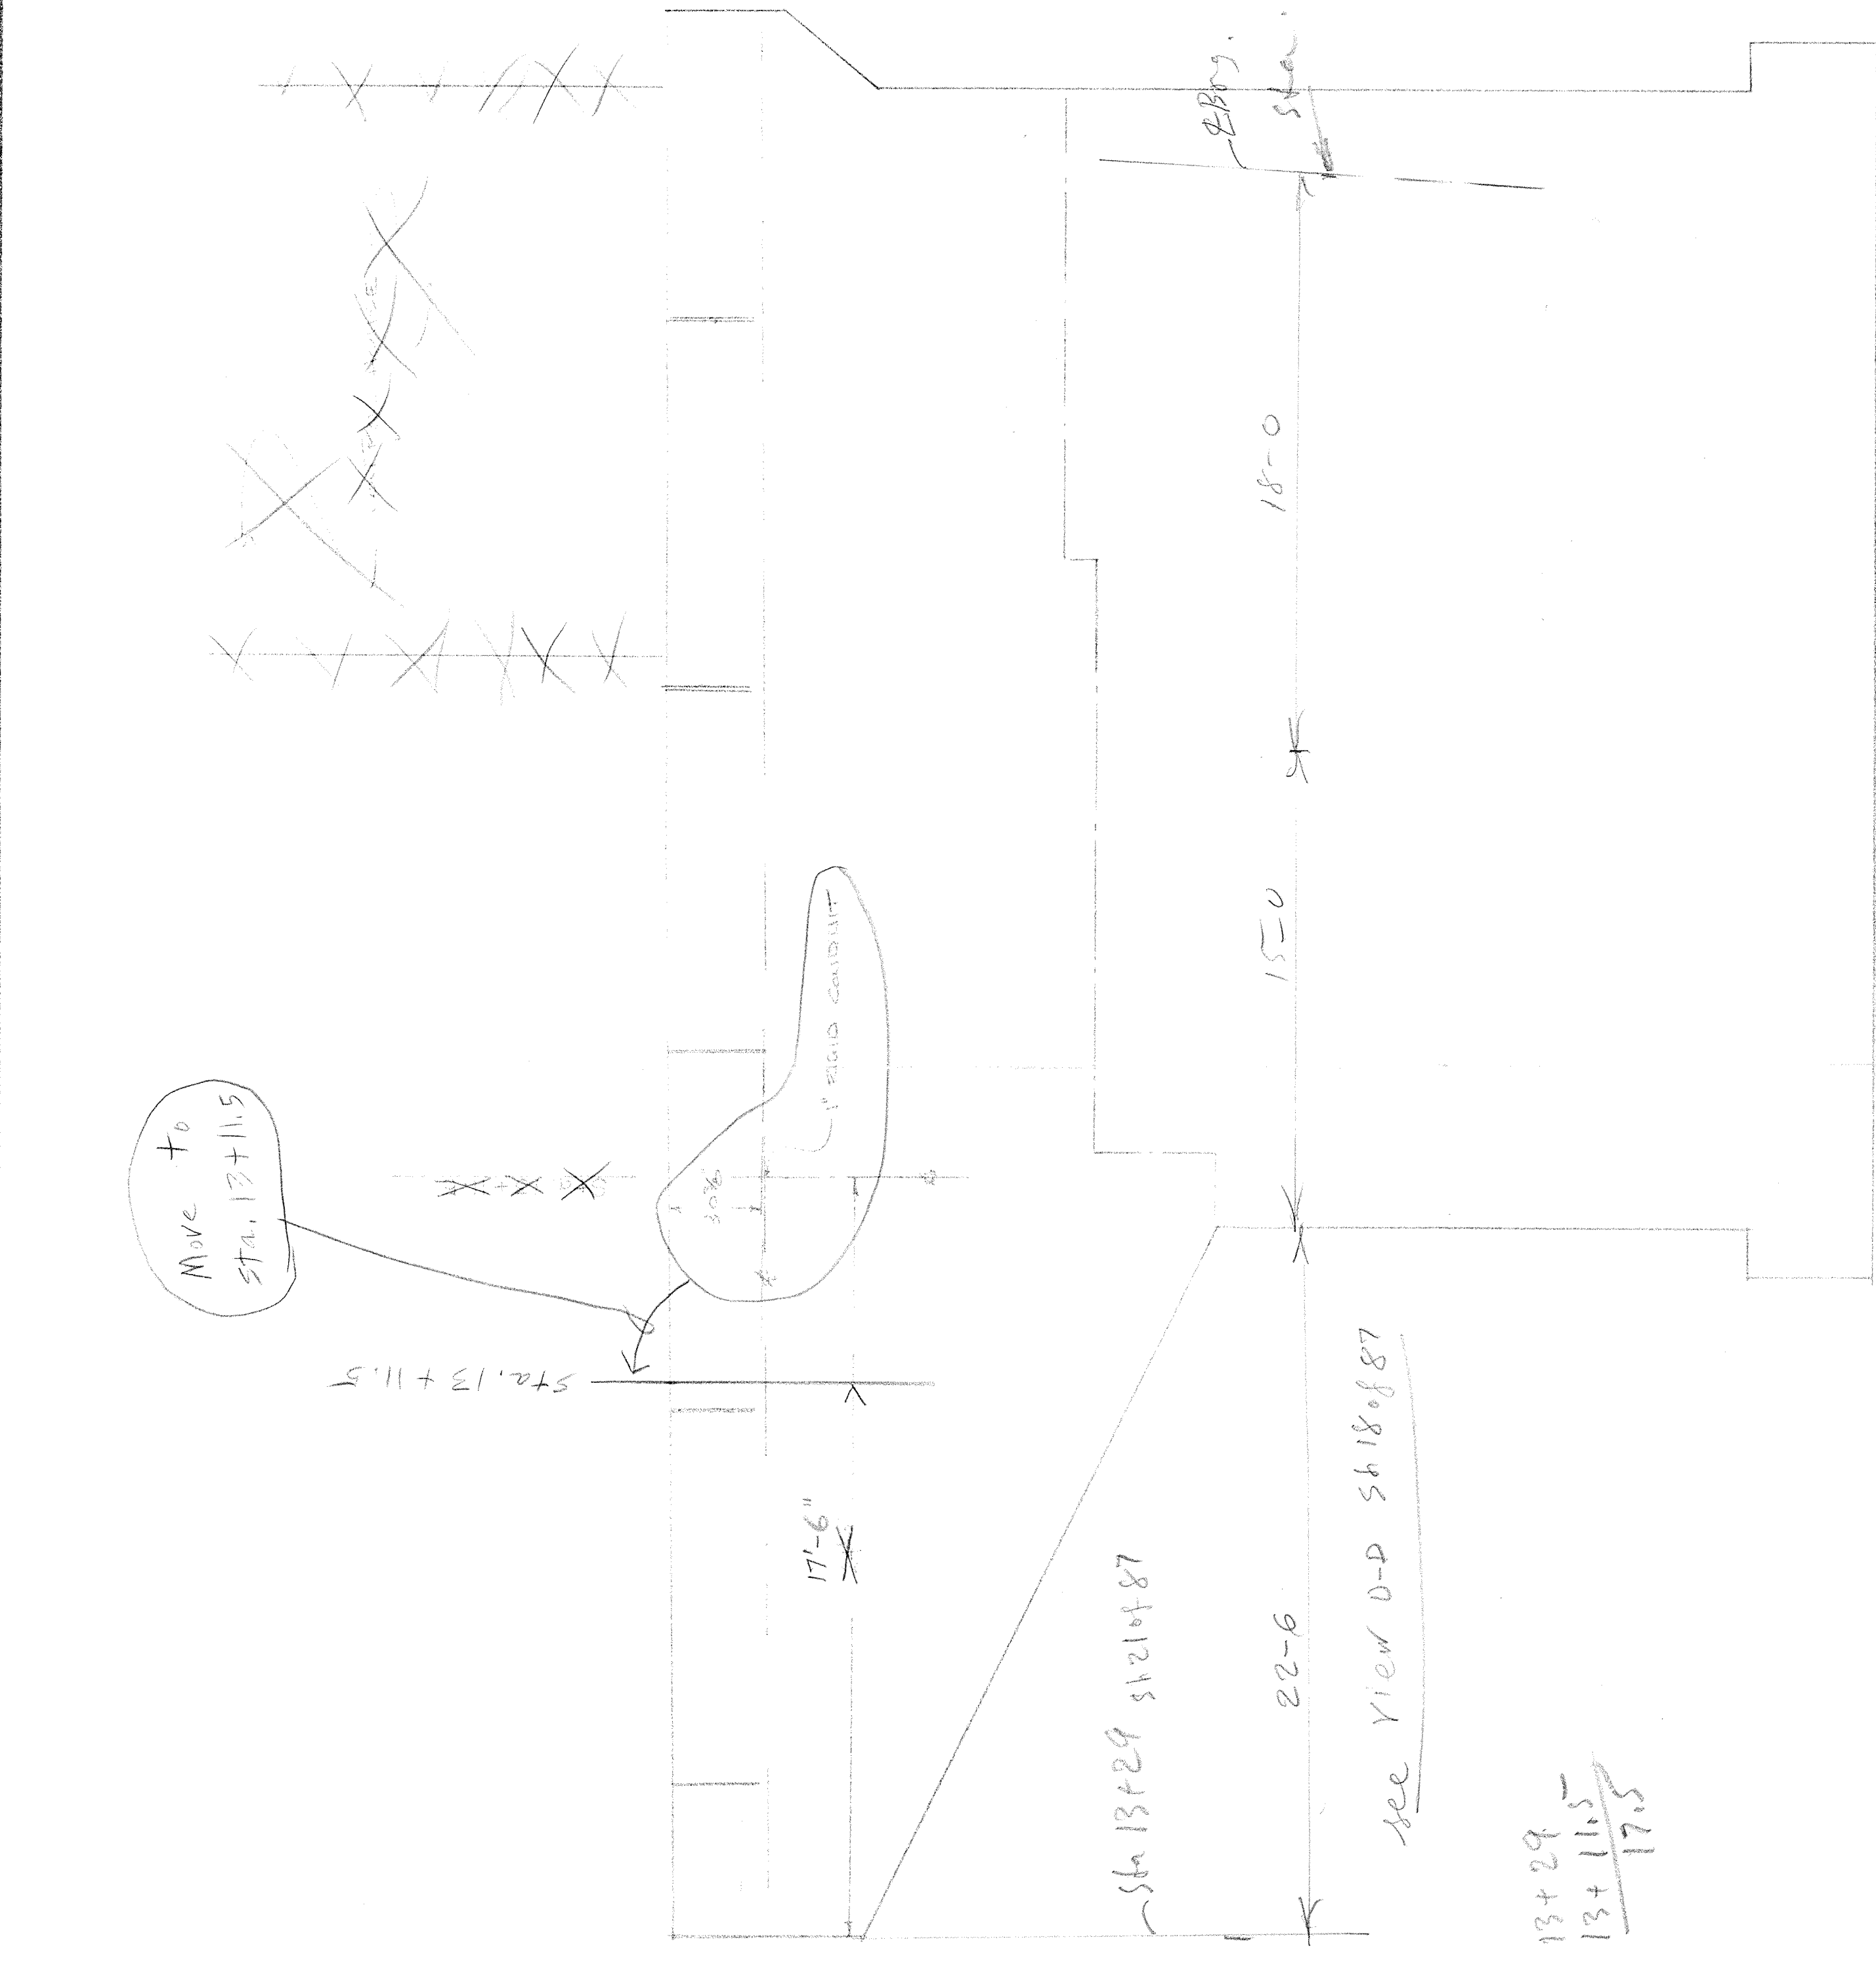 Move to
Sta. 13+11.5
Sta. 13 + 11.5
1" RIGID CONDUIT
17'-6"
℄ Brg.
Sta.
18-0
15-0
22-6
Sta 13+29 sh 21 of 87
see view D-D sh 18 of 87
13 + 29
13 + 11.5
17.5